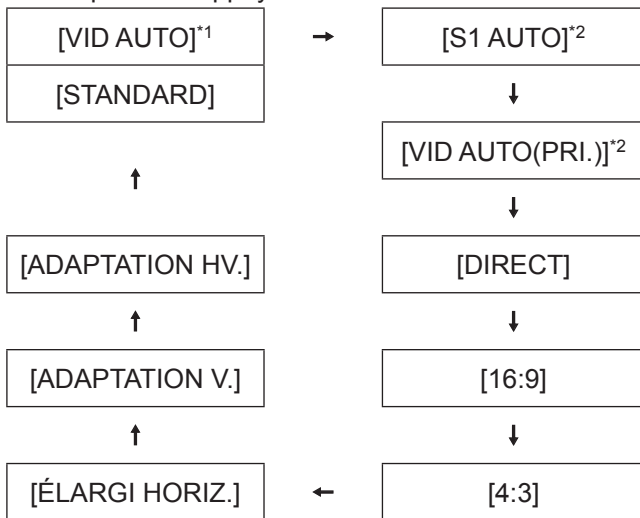 [VID AUTO]*1 → [S1 AUTO]*2
[STANDARD] ↓
[VID AUTO(PRI.)]*2
↑ ↓
[ADAPTATION HV.] [DIRECT]
↑ ↓
[ADAPTATION V.] [16:9]
↑ ↓
[ÉLARGI HORIZ.] ← [4:3]